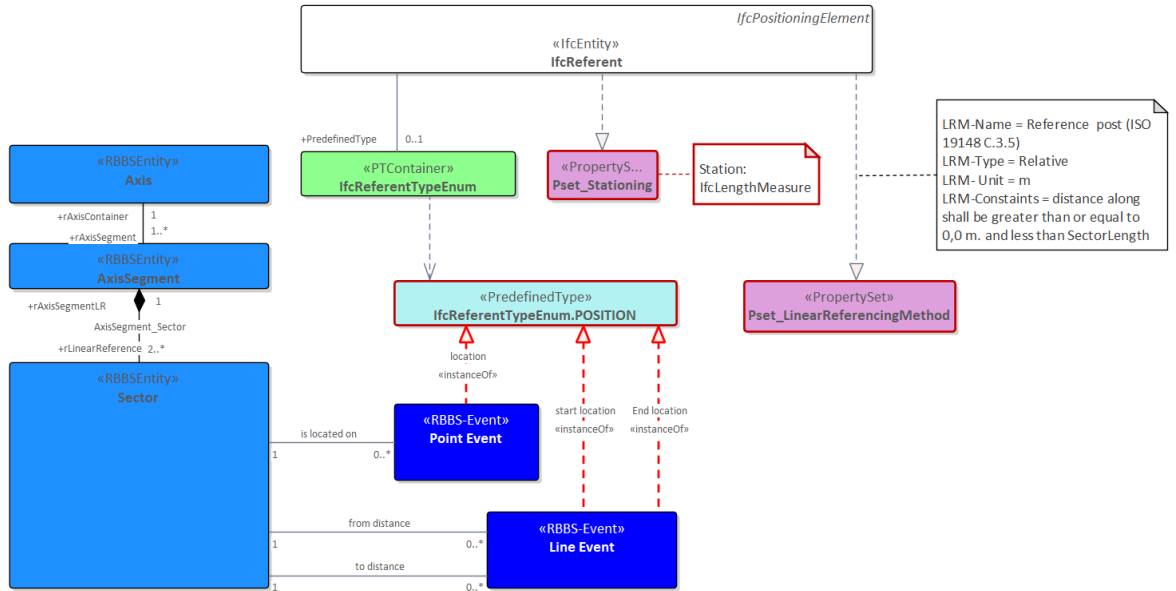 IfcPositioningElement
«IfcEntity»
IfcReferent
+PredefinedType
0..1
«PTContainer»
IfcReferentTypeEnum
«PropertyS...
Pset_Stationing
Station:
IfcLengthMeasure
LRM-Name = Reference post (ISO
19148 C.3.5)
LRM-Type = Relative
LRM- Unit = m
LRM-Constaints = distance along
shall be greater than or equal to
0,0 m. and less than SectorLength
«RBBSEntity»
Axis
+rAxisContainer
1
1..*
+rAxisSegment
«RBBSEntity»
AxisSegment
+rAxisSegmentLR
1
AxisSegment_Sector
+rLinearReference
2..*
«RBBSEntity»
Sector
«PredefinedType»
IfcReferentTypeEnum.POSITION
«PropertySet»
Pset_LinearReferencingMethod
location
«instanceOf»
start location
«instanceOf»
End location
«instanceOf»
«RBBS-Event»
Point Event
is located on
1
0..*
«RBBS-Event»
Line Event
from distance
1
0..*
to distance
1
0..*